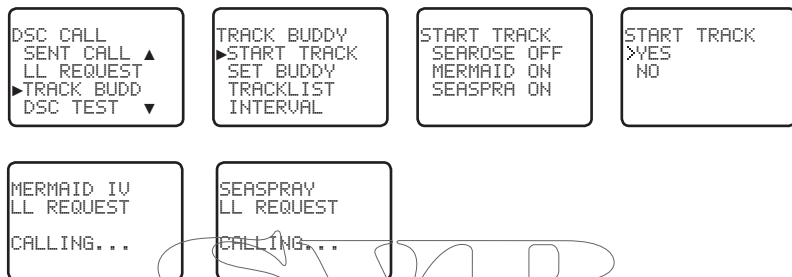 DSC CALL
SENT CALL ▲
LL REQUEST
►TRACK BUDD
DSC TEST ▼
TRACK BUDDY
►START TRACK
SET BUDDY
TRACKLIST
INTERVAL
START TRACK
SEAROSE OFF
MERMAID ON
SEASPRA ON
START TRACK
>YES
NO
MERMAID IV
LL REQUEST
CALLING...
SEASPRAY
LL REQUEST
CALLING...